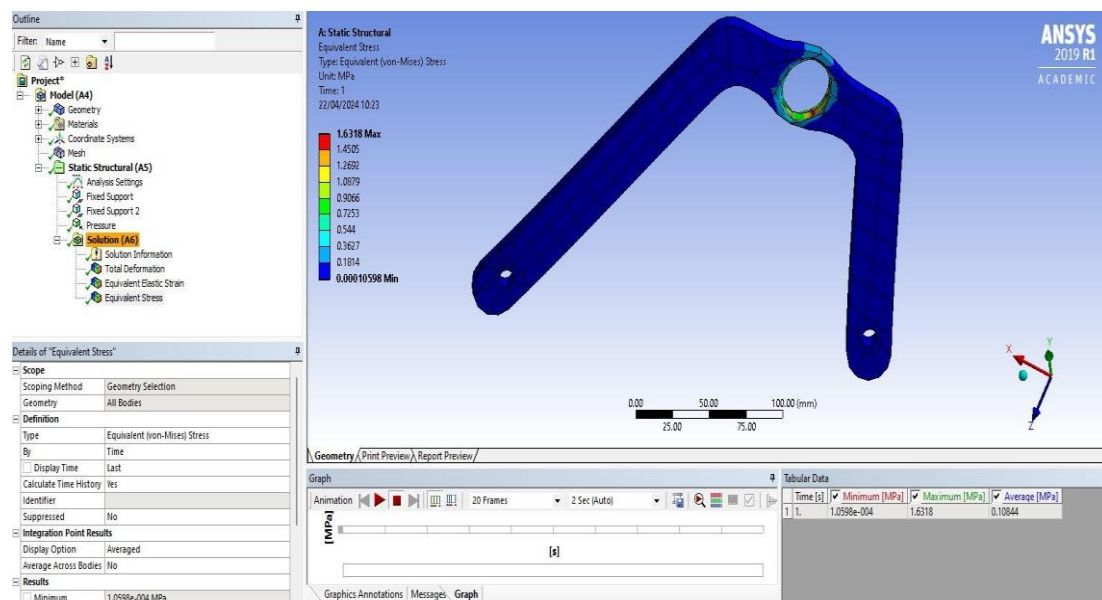 Outline
Filter: Name
Project*
Model (A4)
Geometry
Materials
Coordinate Systems
Mesh
Static Structural (A5)
Analysis Settings
Fixed Support
Fixed Support 2
Pressure
Solution (A6)
Solution Information
Total Deformation
Equivalent Elastic Strain
Equivalent Stress
Details of "Equivalent Stress"
Scope
Scoping Method Geometry Selection
Geometry All Bodies
Definition
Type Equivalent (von-Mises) Stress
By Time
Display Time Last
Calculate Time History Yes
Identifier
Suppressed No
Integration Point Results
Display Option Averaged
Average Across Bodies No
Results
Minimum 1.0598e-004 MPa
A: Static Structural
Equivalent Stress
Type: Equivalent (von-Mises) Stress
Unit: MPa
Time: 1
22/04/2024 10:23
1.6318 Max
1.4505
1.2692
1.0879
0.9066
0.7253
0.544
0.3627
0.1814
0.00010598 Min
ANSYS
2019 R1
ACADEMIC
X Y
Z
0.00 50.00 100.00 (mm)
25.00 75.00
Geometry Print Preview Report Preview
Graph
Animation 20 Frames 2 Sec (Auto)
[MPa]
[s]
Graphics Annotations Messages Graph
Tabular Data
Time [s] Minimum [MPa] Maximum [MPa] Average [MPa]
1 1. 1.0598e-004 1.6318 0.10844